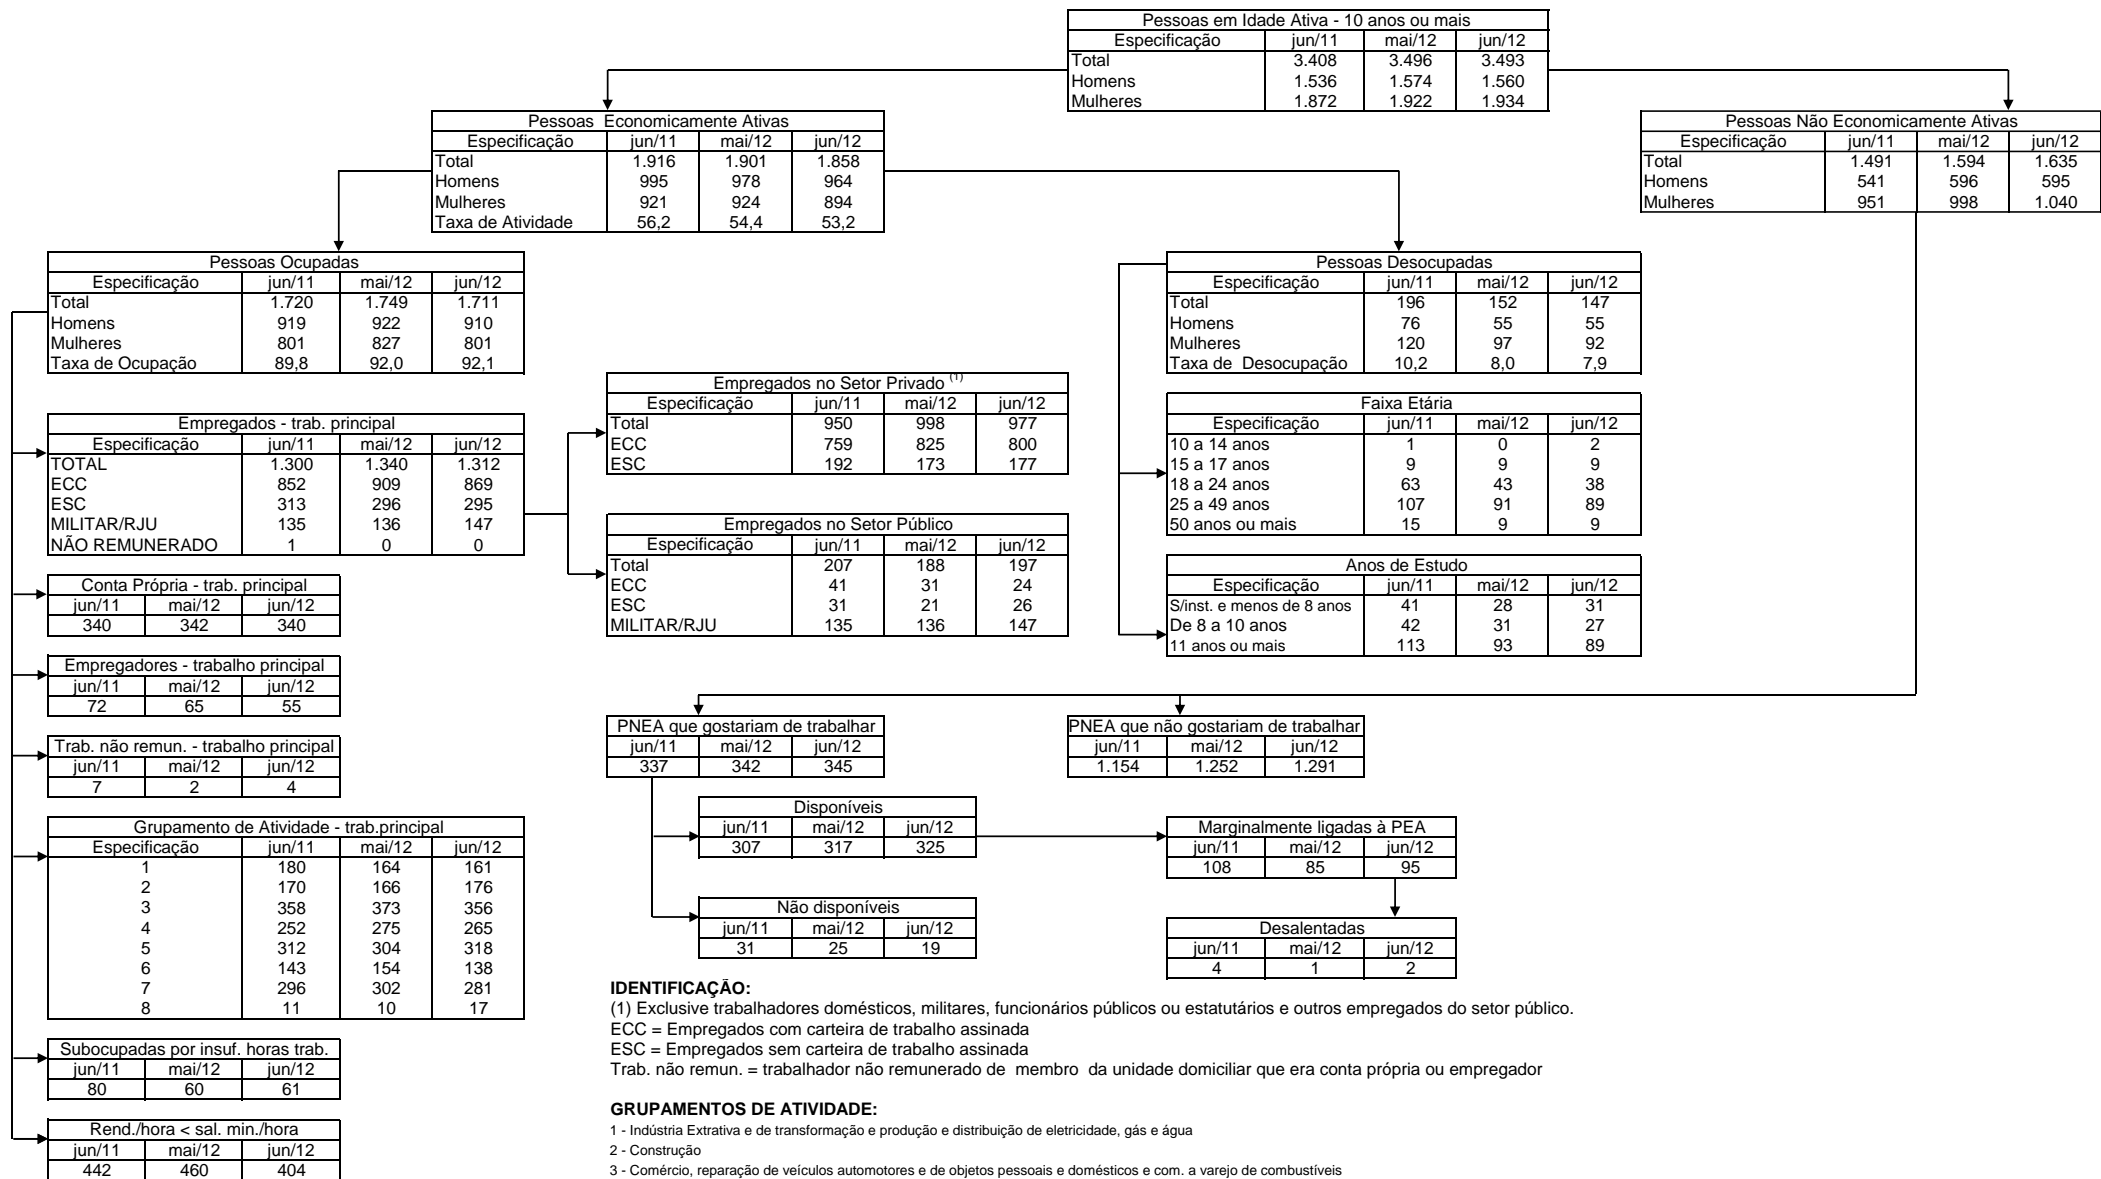 Pessoas em Idade Ativa - 10 anos ou mais
Especificação jun/11 mai/12 jun/12
Total 3.408 3.496 3.493
Homens 1.536 1.574 1.560
Mulheres 1.872 1.922 1.934
Pessoas Economicamente Ativas
Especificação jun/11 mai/12 jun/12
Total 1.916 1.901 1.858
Homens 995 978 964
Mulheres 921 924 894
Taxa de Atividade 56,2 54,4 53,2
Pessoas Não Economicamente Ativas
Especificação jun/11 mai/12 jun/12
Total 1.491 1.594 1.635
Homens 541 596 595
Mulheres 951 998 1.040
Pessoas Ocupadas
Especificação jun/11 mai/12 jun/12
Total 1.720 1.749 1.711
Homens 919 922 910
Mulheres 801 827 801
Taxa de Ocupação 89,8 92,0 92,1
Pessoas Desocupadas
Especificação jun/11 mai/12 jun/12
Total 196 152 147
Homens 76 55 55
Mulheres 120 97 92
Taxa de Desocupação 10,2 8,0 7,9
Empregados - trab. principal
Especificação jun/11 mai/12 jun/12
TOTAL 1.300 1.340 1.312
ECC 852 909 869
ESC 313 296 295
MILITAR/RJU 135 136 147
NÃO REMUNERADO 1 0 0
Empregados no Setor Privado (1)
Especificação jun/11 mai/12 jun/12
Total 950 998 977
ECC 759 825 800
ESC 192 173 177
Empregados no Setor Público
Especificação jun/11 mai/12 jun/12
Total 207 188 197
ECC 41 31 24
ESC 31 21 26
MILITAR/RJU 135 136 147
Faixa Etária
Especificação jun/11 mai/12 jun/12
10 a 14 anos 1 0 2
15 a 17 anos 9 9 9
18 a 24 anos 63 43 38
25 a 49 anos 107 91 89
50 anos ou mais 15 9 9
Anos de Estudo
Especificação jun/11 mai/12 jun/12
S/inst. e menos de 8 anos 41 28 31
De 8 a 10 anos 42 31 27
11 anos ou mais 113 93 89
Conta Própria - trab. principal
jun/11 mai/12 jun/12
340 342 340
Empregadores - trabalho principal
jun/11 mai/12 jun/12
72 65 55
Trab. não remun. - trabalho principal
jun/11 mai/12 jun/12
7 2 4
Grupamento de Atividade - trab.principal
Especificação jun/11 mai/12 jun/12
1 180 164 161
2 170 166 176
3 358 373 356
4 252 275 265
5 312 304 318
6 143 154 138
7 296 302 281
8 11 10 17
Subocupadas por insuf. horas trab.
jun/11 mai/12 jun/12
80 60 61
Rend./hora < sal. min./hora
jun/11 mai/12 jun/12
442 460 404
PNEA que gostariam de trabalhar
jun/11 mai/12 jun/12
337 342 345
PNEA que não gostariam de trabalhar
jun/11 mai/12 jun/12
1.154 1.252 1.291
Disponíveis
jun/11 mai/12 jun/12
307 317 325
Marginalmente ligadas à PEA
jun/11 mai/12 jun/12
108 85 95
Não disponíveis
jun/11 mai/12 jun/12
31 25 19
Desalentadas
jun/11 mai/12 jun/12
4 1 2
IDENTIFICAÇÃO:
(1) Exclusive trabalhadores domésticos, militares, funcionários públicos ou estatutários e outros empregados do setor público.
ECC = Empregados com carteira de trabalho assinada
ESC = Empregados sem carteira de trabalho assinada
Trab. não remun. = trabalhador não remunerado de membro da unidade domiciliar que era conta própria ou empregador
GRUPAMENTOS DE ATIVIDADE:
1 - Indústria Extrativa e de transformação e produção e distribuição de eletricidade, gás e água
2 - Construção
3 - Comércio, reparação de veículos automotores e de objetos pessoais e domésticos e com. a varejo de combustíveis